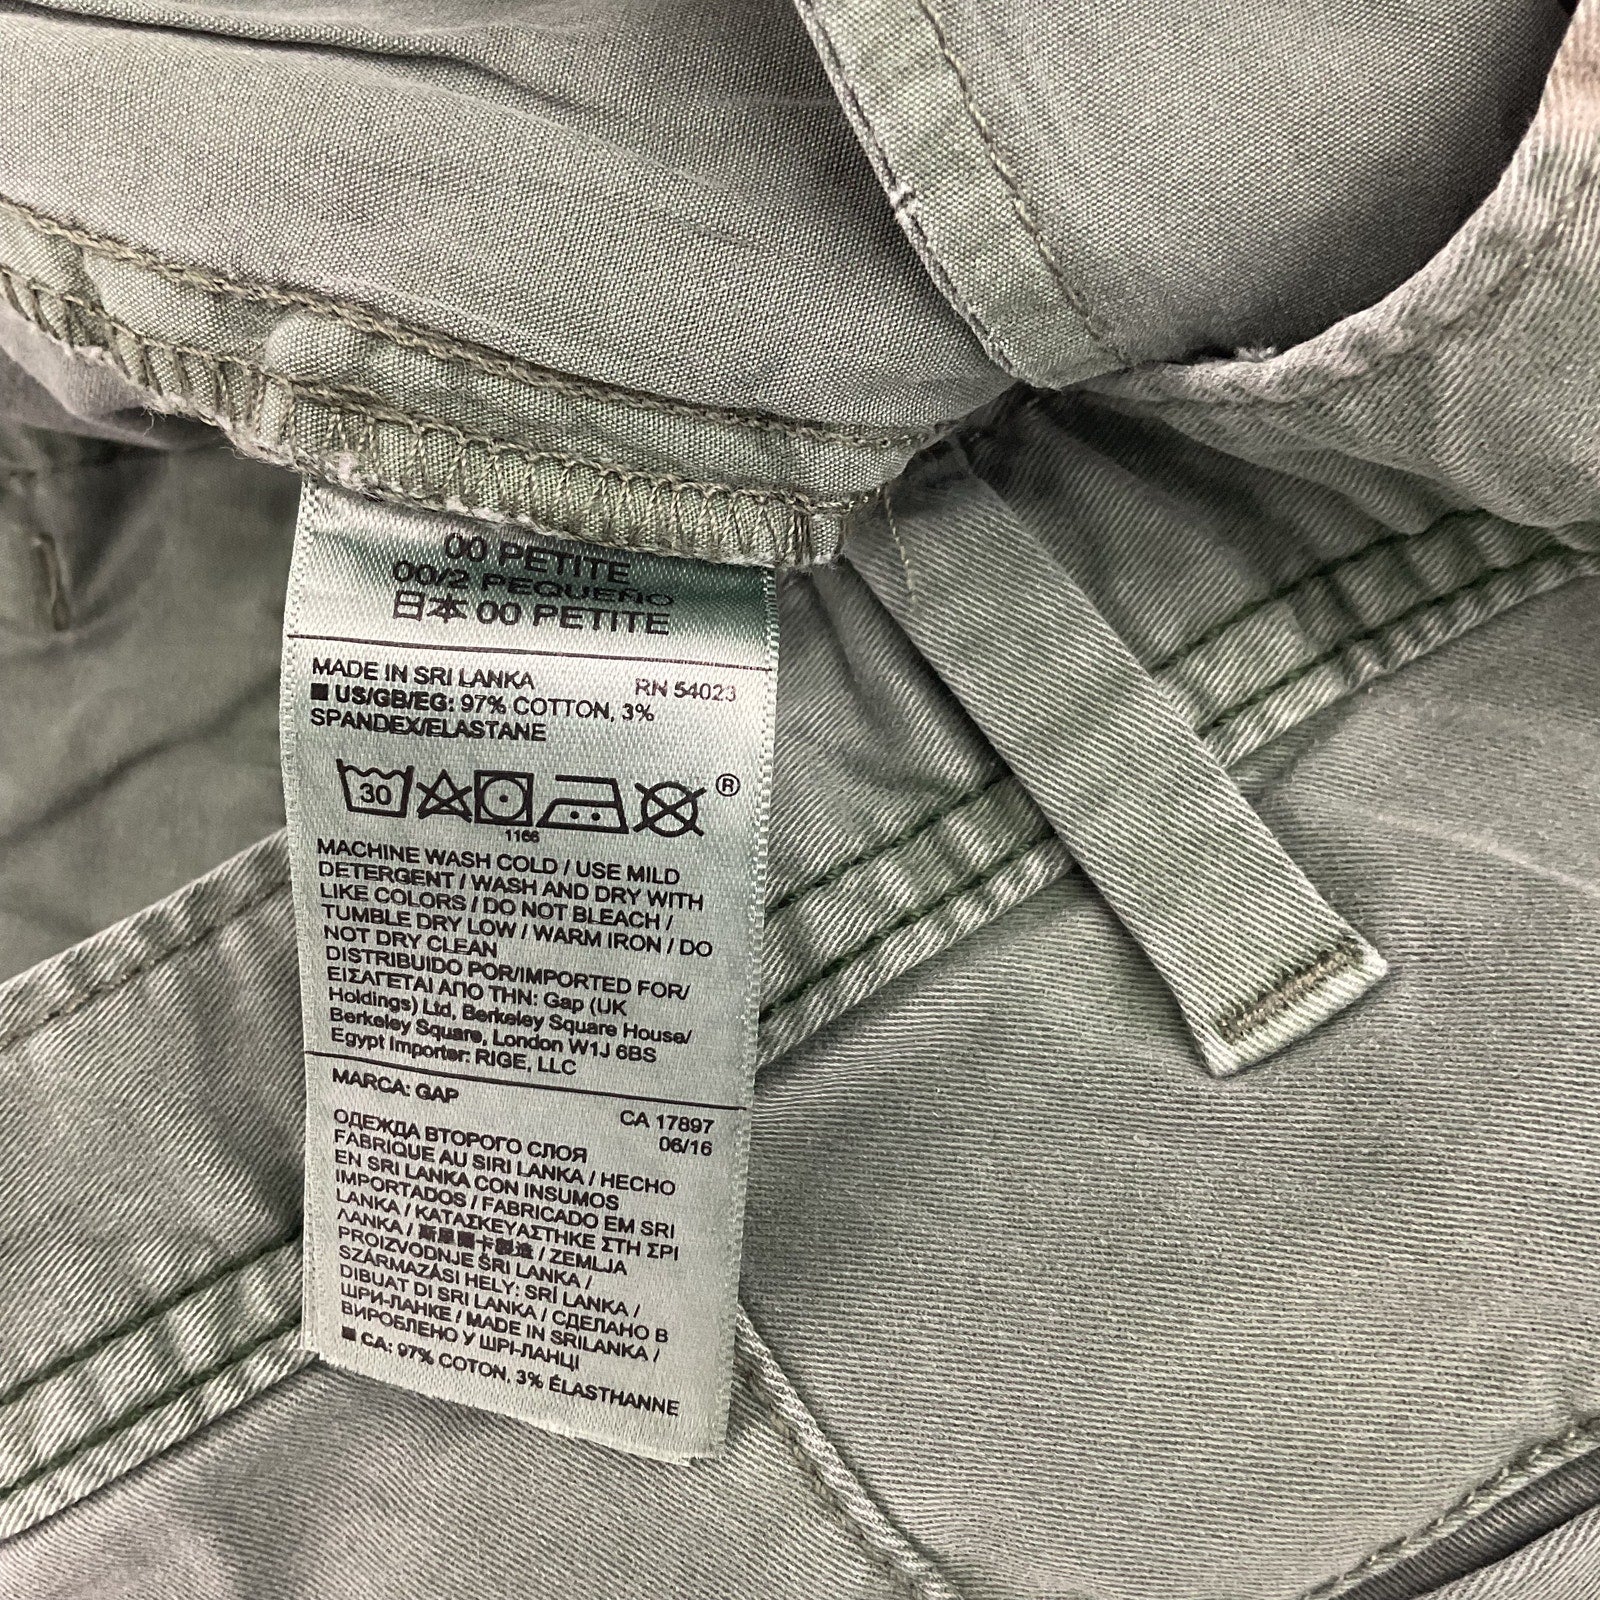 00 PETITE
00/2 PEQUEÑO
日本 00 PETITE
MADE IN SRI LANKA RN 54023
■ US/GB/EG: 97% COTTON, 3%
SPANDEX/ELASTANE
30
®
1166
MACHINE WASH COLD / USE MILD
DETERGENT / WASH AND DRY WITH
LIKE COLORS / DO NOT BLEACH /
TUMBLE DRY LOW / WARM IRON / DO
NOT DRY CLEAN
DISTRIBUIDO POR/IMPORTED FOR/
ΕΙΣΑΓΕΤΑΙ ΑΠΟ ΤΗΝ: Gap (UK
Holdings) Ltd, Berkeley Square House/
Berkeley Square, London W1J 6BS
Egypt Importer: RIGE, LLC
MARCA: GAP
CA 17897
06/16
ОДЕЖДА ВТОРОГО СЛОЯ
FABRIQUE AU SIRI LANKA / HECHO
EN SRI LANKA CON INSUMOS
IMPORTADOS / FABRICADO EM SRI
LANKA / ΚΑΤΑΣΚΕΥΑΣΤΗΚΕ ΣΤΗ ΣΡΙ
ΛΑΝΚΑ / 斯里蘭卡製造 / ZEMLJA
PROIZVODNJE ŠRI LANKA /
SZÁRMAZÁSI HELY: SRÍ LANKA /
DIBUAT DI SRI LANKA / СДЕЛАНО В
ШРИ-ЛАНКЕ / MADE IN SRILANKA /
ВИРОБЛЕНО У ШРІ-ЛАНЦІ
■ CA: 97% COTON, 3% ÉLASTHANNE